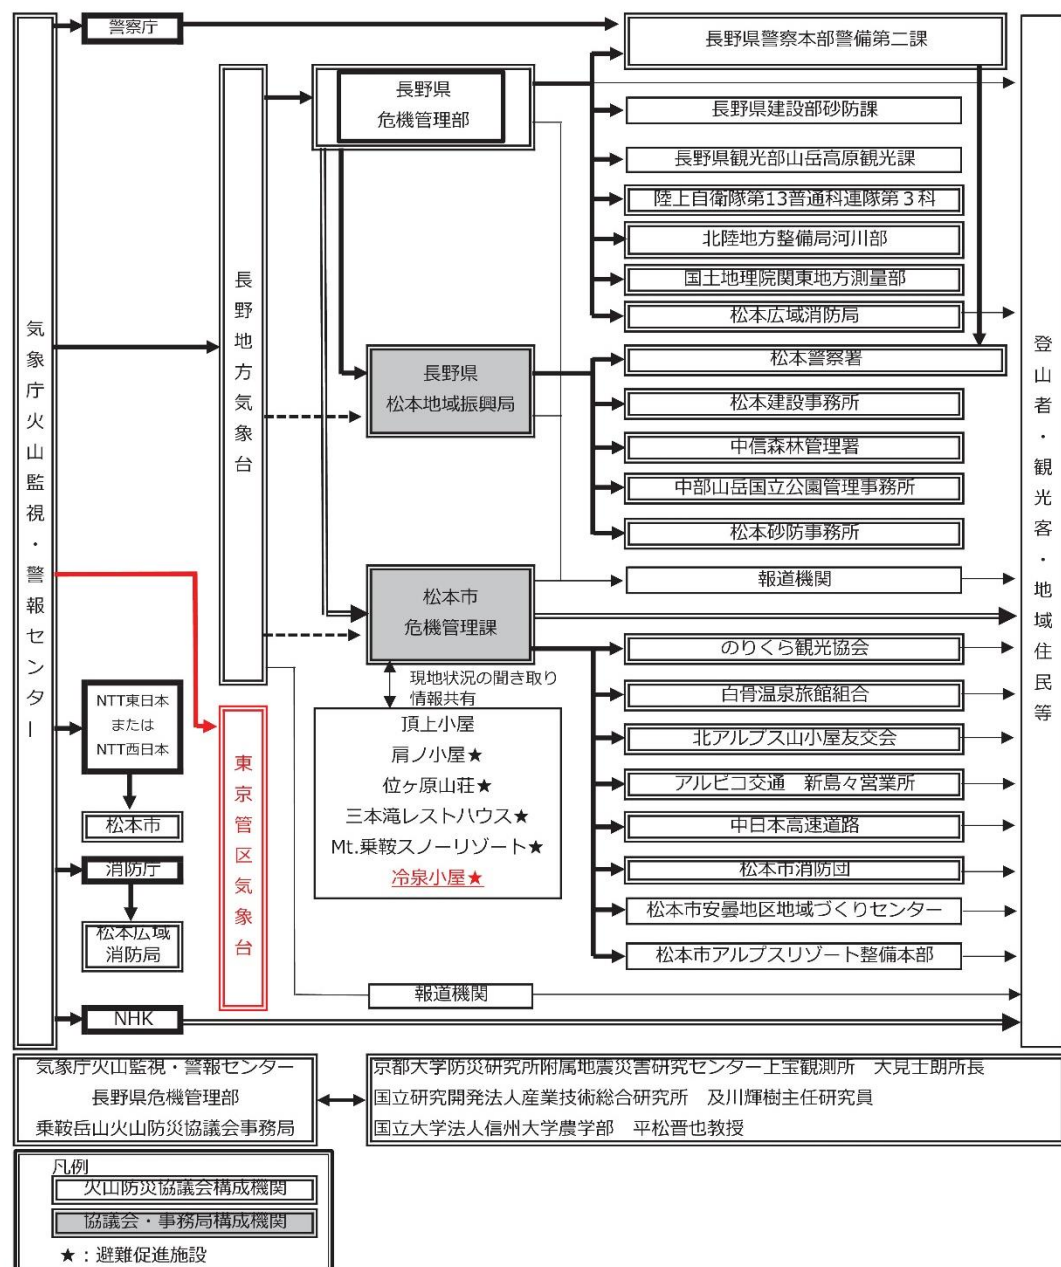 気象庁火山監視・警報センター
警察庁
長野地方気象台
長野県
危機管理部
長野県警察本部警備第二課
長野県建設部砂防課
長野県観光部山岳高原観光課
陸上自衛隊第13普通科連隊第３科
北陸地方整備局河川部
国土地理院関東地方測量部
松本広域消防局
長野県
松本地域振興局
松本警察署
松本建設事務所
中信森林管理署
中部山岳国立公園管理事務所
松本砂防事務所
松本市
危機管理課
報道機関
現地状況の聞き取り
情報共有
頂上小屋
肩ノ小屋★
位ヶ原山荘★
三本滝レストハウス★
Mt.乗鞍スノーリゾート★
冷泉小屋★
のりくら観光協会
白骨温泉旅館組合
北アルプス山小屋友交会
アルピコ交通　新島々営業所
中日本高速道路
松本市消防団
松本市安曇地区地域づくりセンター
松本市アルプスリゾート整備本部
登山者・観光客・地域住民等
NTT東日本
または
NTT西日本
松本市
消防庁
松本広域
消防局
東京管区気象台
報道機関
NHK
気象庁火山監視・警報センター
長野県危機管理部
乗鞍岳山火山防災協議会事務局
京都大学防災研究所附属地震災害研究センター上宝観測所　大見士朗所長
国立研究開発法人産業技術総合研究所　及川輝樹主任研究員
国立大学法人信州大学農学部　平松晋也教授
凡例
火山防災協議会構成機関
協議会・事務局構成機関
★：避難促進施設